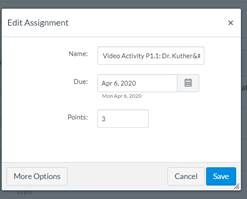 Edit Assignment
×
Name: Video Activity P1.1: Dr. Kuther&#
Due: Apr 6, 2020
Mon Apr 6, 2020
Points: 3
More Options Cancel Save